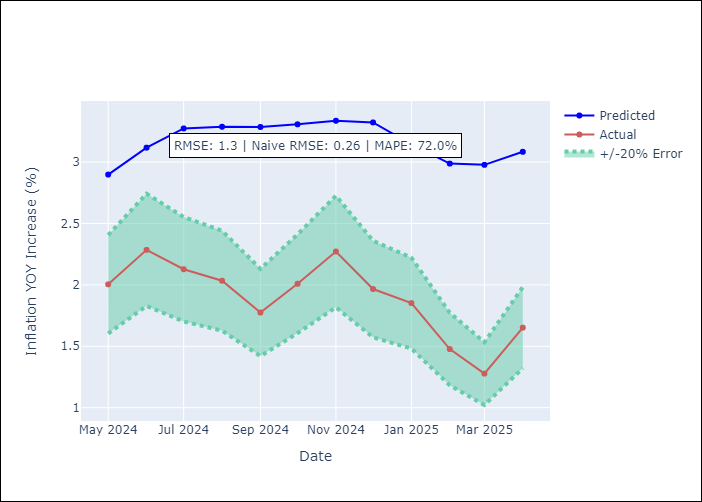 Predicted
Actual
+/-20% Error
RMSE: 1.3 | Naive RMSE: 0.26 | MAPE: 72.0%
3
2.5
2
1.5
1
Inflation YOY Increase (%)
May 2024
Jul 2024
Sep 2024
Nov 2024
Jan 2025
Mar 2025
Date